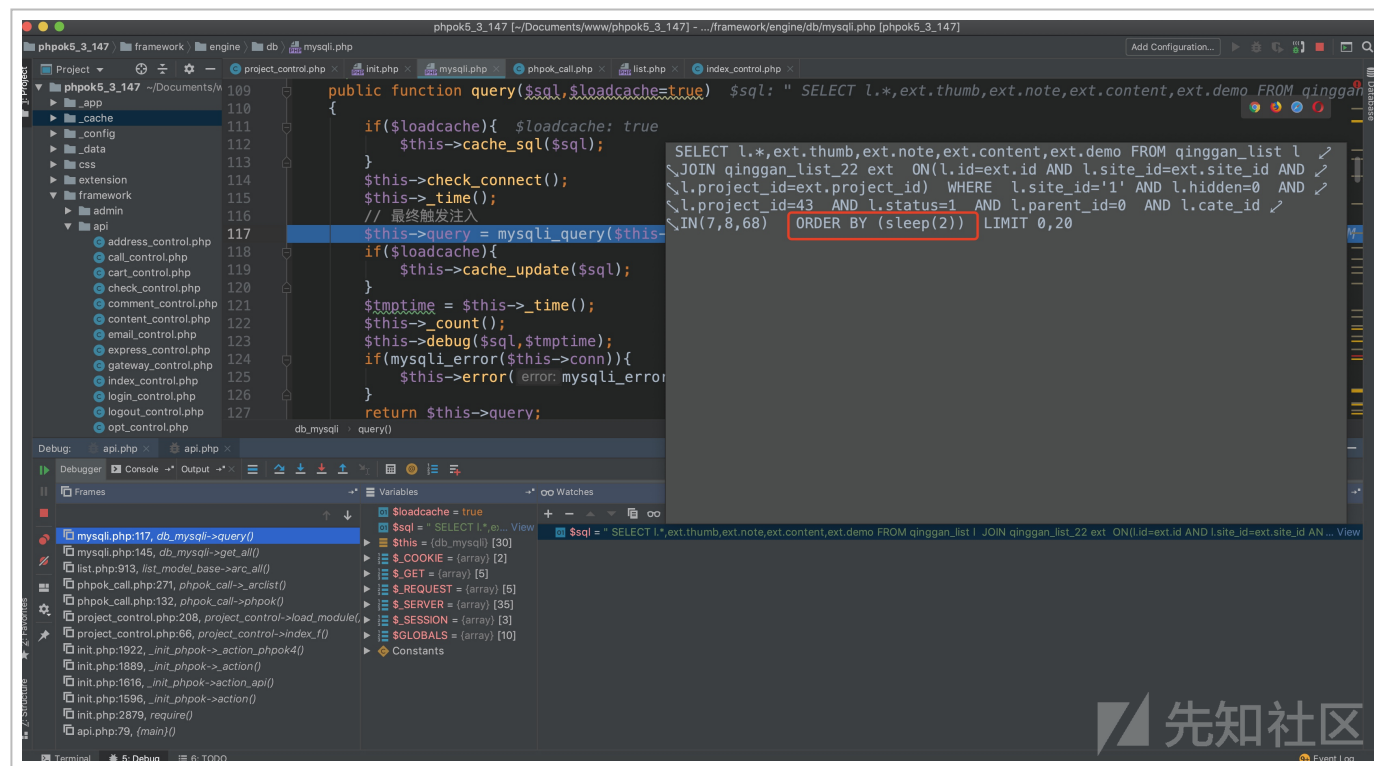 phpok5_3_147 [~/Documents/www/phpok5_3_147] - .../framework/engine/db/mysqli.php [phpok5_3_147]
phpok5_3_147 framework engine db mysqli.php
Add Configuration...
Project
project_control.php init.php mysqli.php phpok_call.php list.php index_control.php
1: Project
Database
phpok5_3_147 ~/Documents/w
_app
_cache
_config
_data
css
extension
framework
admin
api
address_control.php
call_control.php
cart_control.php
check_control.php
comment_control.php
content_control.php
email_control.php
express_control.php
gateway_control.php
index_control.php
login_control.php
logout_control.php
opt_control.php
109 public function query($sql,$loadcache=true) $sql: " SELECT l.*,ext.thumb,ext.note,ext.content,ext.demo FROM qinggan
110 {
111 if($loadcache){ $loadcache: true
112 $this->cache_sql($sql);
113 }
114 $this->check_connect();
115 $this->_time();
116 // 最终触发注入
117 $this->query = mysqli_query($this-
118 if($loadcache){
119 $this->cache_update($sql);
120 }
121 $tmptime = $this->_time();
122 $this->_count();
123 $this->debug($sql,$tmptime);
124 if(mysqli_error($this->conn)){
125 $this->error( error: mysqli_error
126 }
127 return $this->query;
db_mysqli › query()
SELECT l.*,ext.thumb,ext.note,ext.content,ext.demo FROM qinggan_list l
JOIN qinggan_list_22 ext ON(l.id=ext.id AND l.site_id=ext.site_id AND
l.project_id=ext.project_id) WHERE l.site_id='1' AND l.hidden=0 AND
l.project_id=43 AND l.status=1 AND l.parent_id=0 AND l.cate_id
IN(7,8,68) ORDER BY (sleep(2)) LIMIT 0,20
Debug: api.php api.php
Debugger Console Output
Frames
mysqli.php:117, db_mysqli->query()
mysqli.php:145, db_mysqli->get_all()
list.php:913, list_model_base->arc_all()
phpok_call.php:271, phpok_call->_arclist()
phpok_call.php:132, phpok_call->phpok()
project_control.php:208, project_control->load_module(
project_control.php:66, project_control->index_f()
init.php:1922, _init_phpok->_action_phpok4()
init.php:1889, _init_phpok->_action()
init.php:1616, _init_phpok->action_api()
init.php:1596, _init_phpok->action()
init.php:2879, require()
api.php:79, {main}()
Variables
$loadcache = true
$sql = " SELECT l.*,e›... View
$this = {db_mysqli} [30]
$_COOKIE = {array} [2]
$_GET = {array} [5]
$_REQUEST = {array} [5]
$_SERVER = {array} [35]
$_SESSION = {array} [3]
$GLOBALS = {array} [10]
Constants
Watches
$sql = " SELECT l.*,ext.thumb,ext.note,ext.content,ext.demo FROM qinggan_list l JOIN qinggan_list_22 ext ON(l.id=ext.id AND l.site_id=ext.site_id AN ... View
2: Favorites
7: Structure
Terminal 5: Debug 6: TODO
Event Log
先知社区